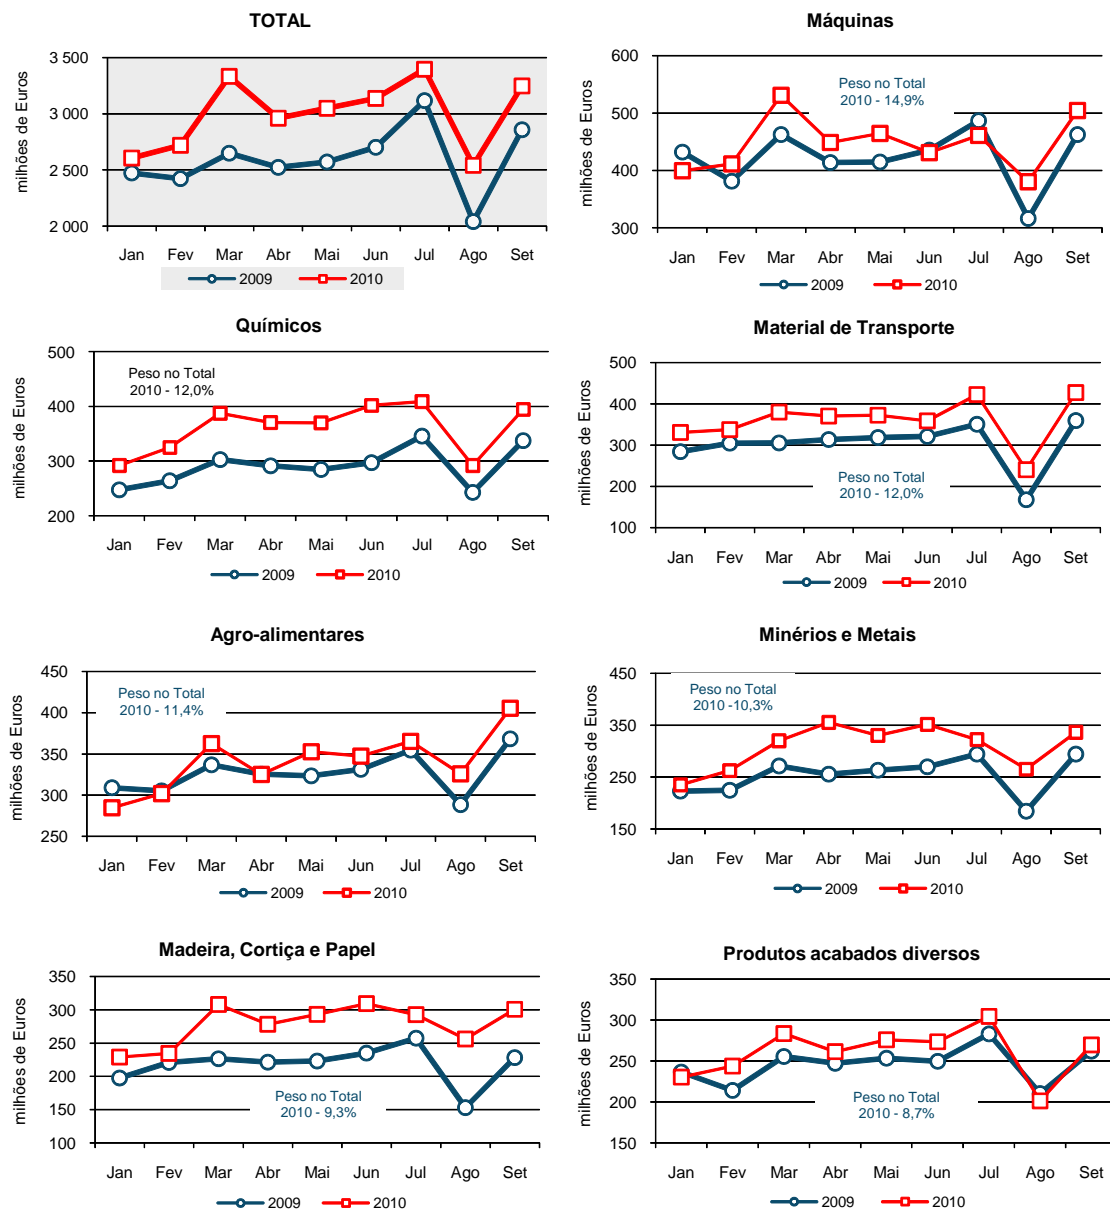 TOTAL
milhões de Euros
3 500
3 000
2 500
2 000
Jan Fev Mar Abr Mai Jun Jul Ago Set
2009 2010
Máquinas
milhões de Euros
600
500
400
300
Peso no Total
2010 - 14,9%
Jan Fev Mar Abr Mai Jun Jul Ago Set
2009 2010
Químicos
milhões de Euros
500
400
300
200
Peso no Total
2010 - 12,0%
Jan Fev Mar Abr Mai Jun Jul Ago Set
2009 2010
Material de Transporte
milhões de Euros
500
400
300
200
100
Peso no Total
2010 - 12,0%
Jan Fev Mar Abr Mai Jun Jul Ago Set
2009 2010
Agro-alimentares
milhões de Euros
450
400
350
300
250
Peso no Total
2010 - 11,4%
Jan Fev Mar Abr Mai Jun Jul Ago Set
2009 2010
Minérios e Metais
milhões de Euros
450
350
250
150
Peso no Total
2010 -10,3%
Jan Fev Mar Abr Mai Jun Jul Ago Set
2009 2010
Madeira, Cortiça e Papel
milhões de Euros
350
300
250
200
150
100
Peso no Total
2010 - 9,3%
Jan Fev Mar Abr Mai Jun Jul Ago Set
2009 2010
Produtos acabados diversos
milhões de Euros
350
300
250
200
150
Peso no Total
2010 - 8,7%
Jan Fev Mar Abr Mai Jun Jul Ago Set
2009 2010